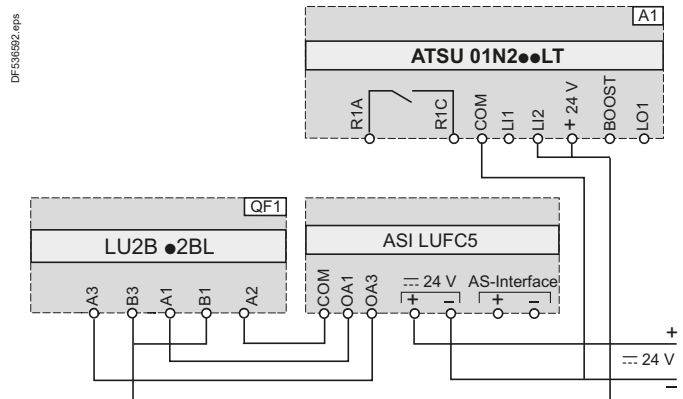 DF536592.eps
A1
ATSU 01N2●●LT
R1A R1C COM LI1 LI2 + 24 V BOOST LO1
QF1
LU2B ●2BL
A3 B3 A1 B1 A2
ASI LUFC5
COM OA1 OA3 24 V AS-Interface
+ – + –
+
24 V
–